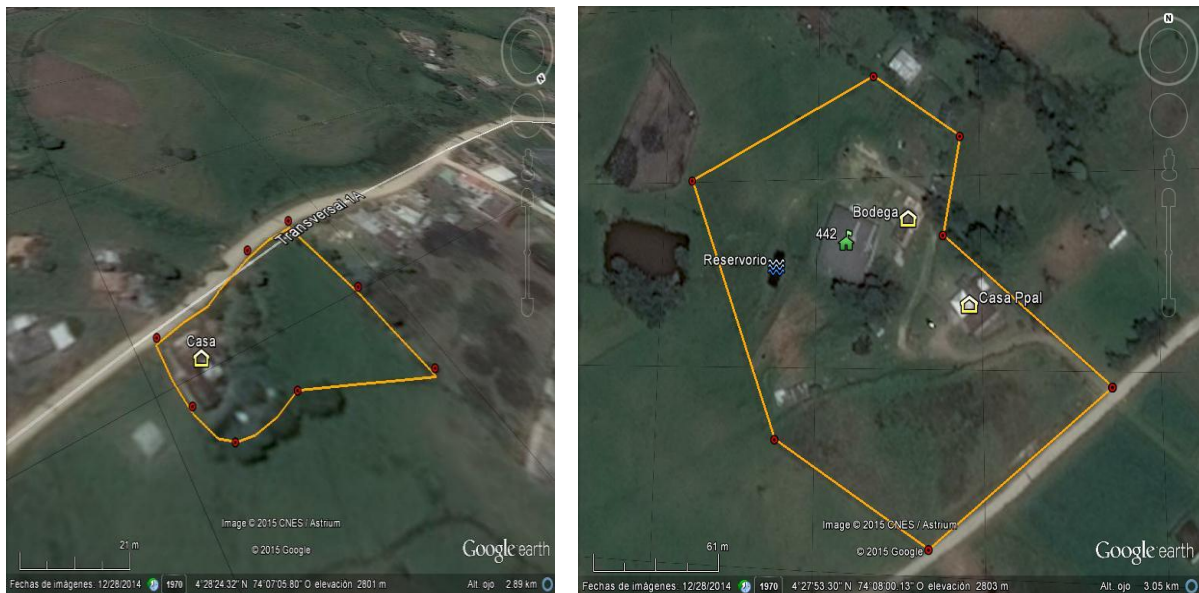 Transversal 1A
Casa
Image © 2015 CNES / Astrium
21 m
© 2015 Google
Google earth
Fechas de imágenes: 12/28/2014 1970 4°28'24.32" N 74°07'05.80" O elevación 2801 m Alt. ojo 2.89 km
N
Bodega
442
Reservorio
Casa Ppal
Image © 2015 CNES / Astrium
61 m
© 2015 Google
Google earth
Fechas de imágenes: 12/28/2014 1970 4°27'53.30" N 74°08'00.13" O elevación 2803 m Alt. ojo 3.05 km